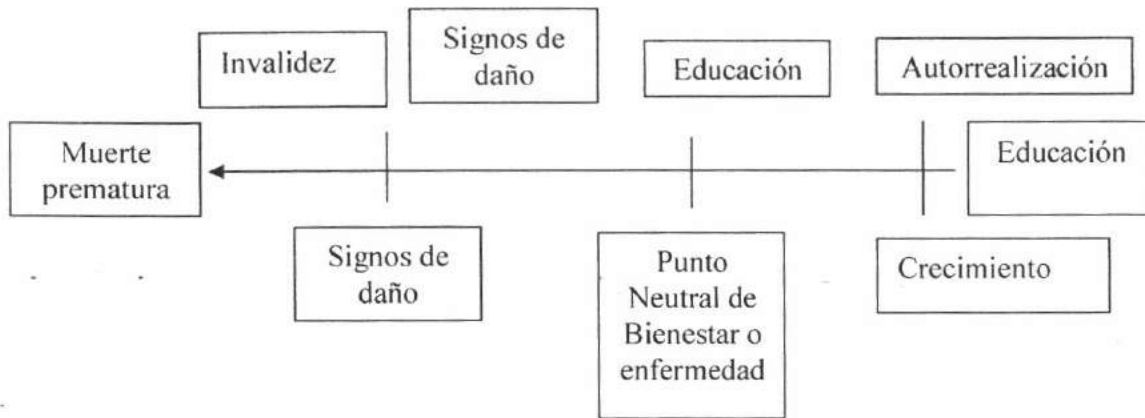 Invalidez
Signos de
daño
Educación
Autorrealización
Muerte
prematura
Educación
Signos de
daño
Punto
Neutral de
Bienestar o
enfermedad
Crecimiento